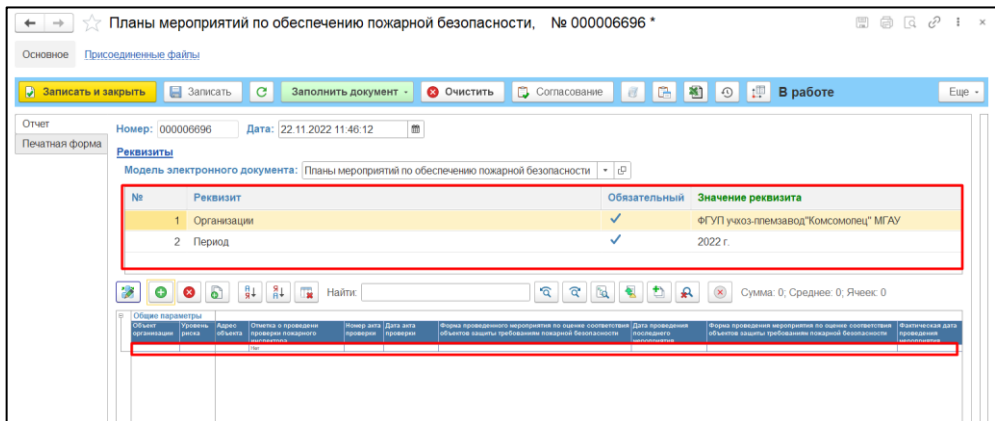 Планы мероприятий по обеспечению пожарной безопасности, № 000006696 *
Основное Присоединенные файлы
Записать и закрыть Записать Заполнить документ Очистить Согласование В работе Еще
Отчет
Печатная форма
Номер: 000006696 Дата: 22.11.2022 11:46:12
Реквизиты
Модель электронного документа: Планы мероприятий по обеспечению пожарной безопасности
№ Реквизит Обязательный Значение реквизита
1 Организации ФГУП учхоз-племзавод"Комсомолец" МГАУ
2 Период 2022 г.
Найти: Сумма: 0; Среднее: 0; Ячеек: 0
Общие параметры
Объект Уровень Адрес Отметка о проведени Номер акта Дата акта Форма проведенного мероприятия по оценке соответствия Дата проведения Форма проведения мероприятия по оценке соответствия Фактическая дата
организации риска объекта проверки пожарного проверки проверки объектов защиты требованиям пожарной безопасности последнего объектов защиты требованиям пожарной безопасности проведения
инспектора мероприятия мероприятия
Нет